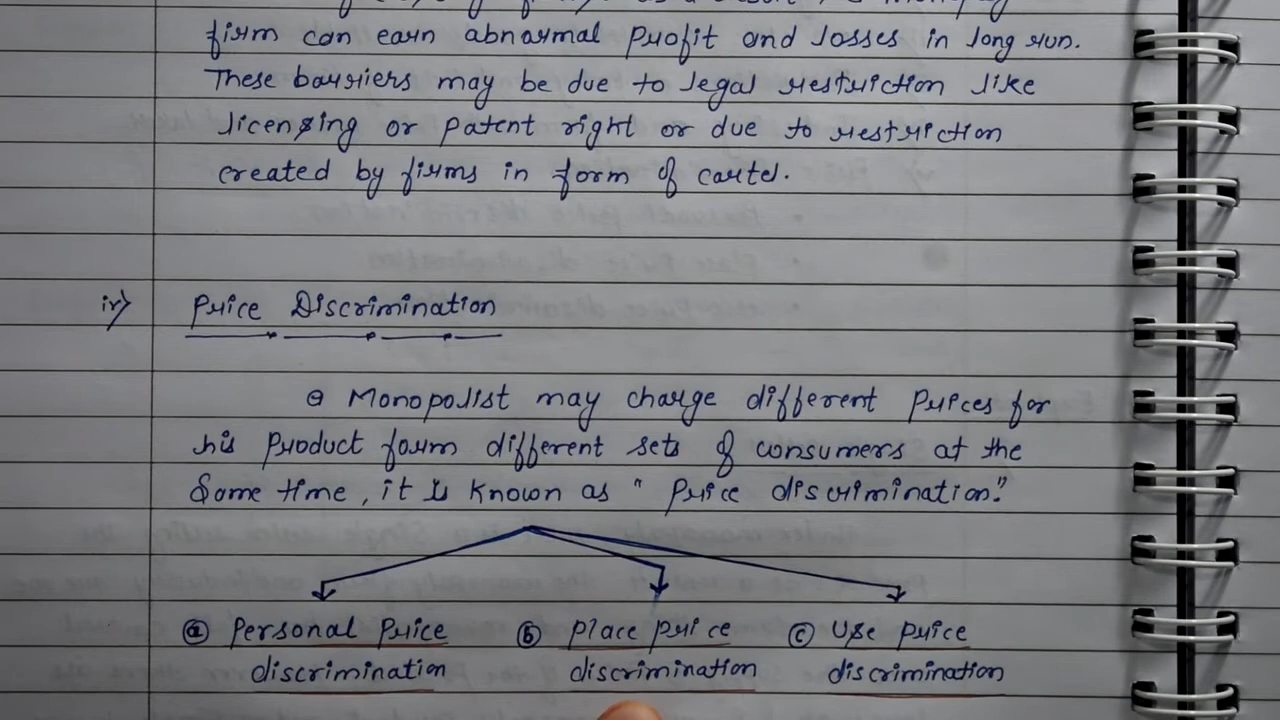 firm can earn abnormal profit and losses in long run.
These barriers may be due to legal restriction like
licensing or patent right or due to restriction
created by firms in form of cartel.
iv) Price Discrimination
A Monopolist may charge different prices for
his product form different sets of consumers at the
Same time, it is known as " Price discrimination."
(a) Personal Price (b) Place price (c) Use price
discrimination discrimination discrimination